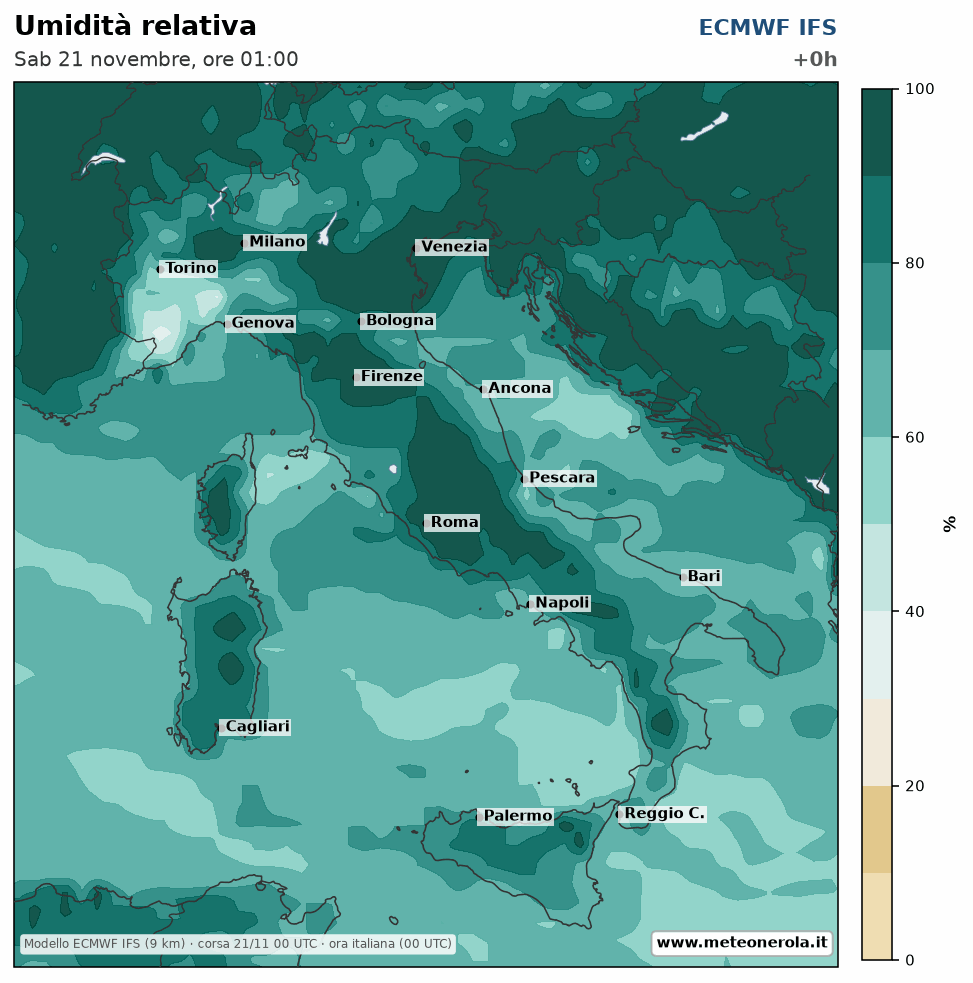 Umidità relativa
ECMWF IFS
Sab 21 novembre, ore 01:00
+0h
100
80
60
40
20
0
%
Milano
Venezia
Torino
Genova
Bologna
Firenze
Ancona
Pescara
Roma
Bari
Napoli
Cagliari
Palermo
Reggio C.
Modello ECMWF IFS (9 km) · corsa 21/11 00 UTC · ora italiana (00 UTC)
www.meteonerola.it